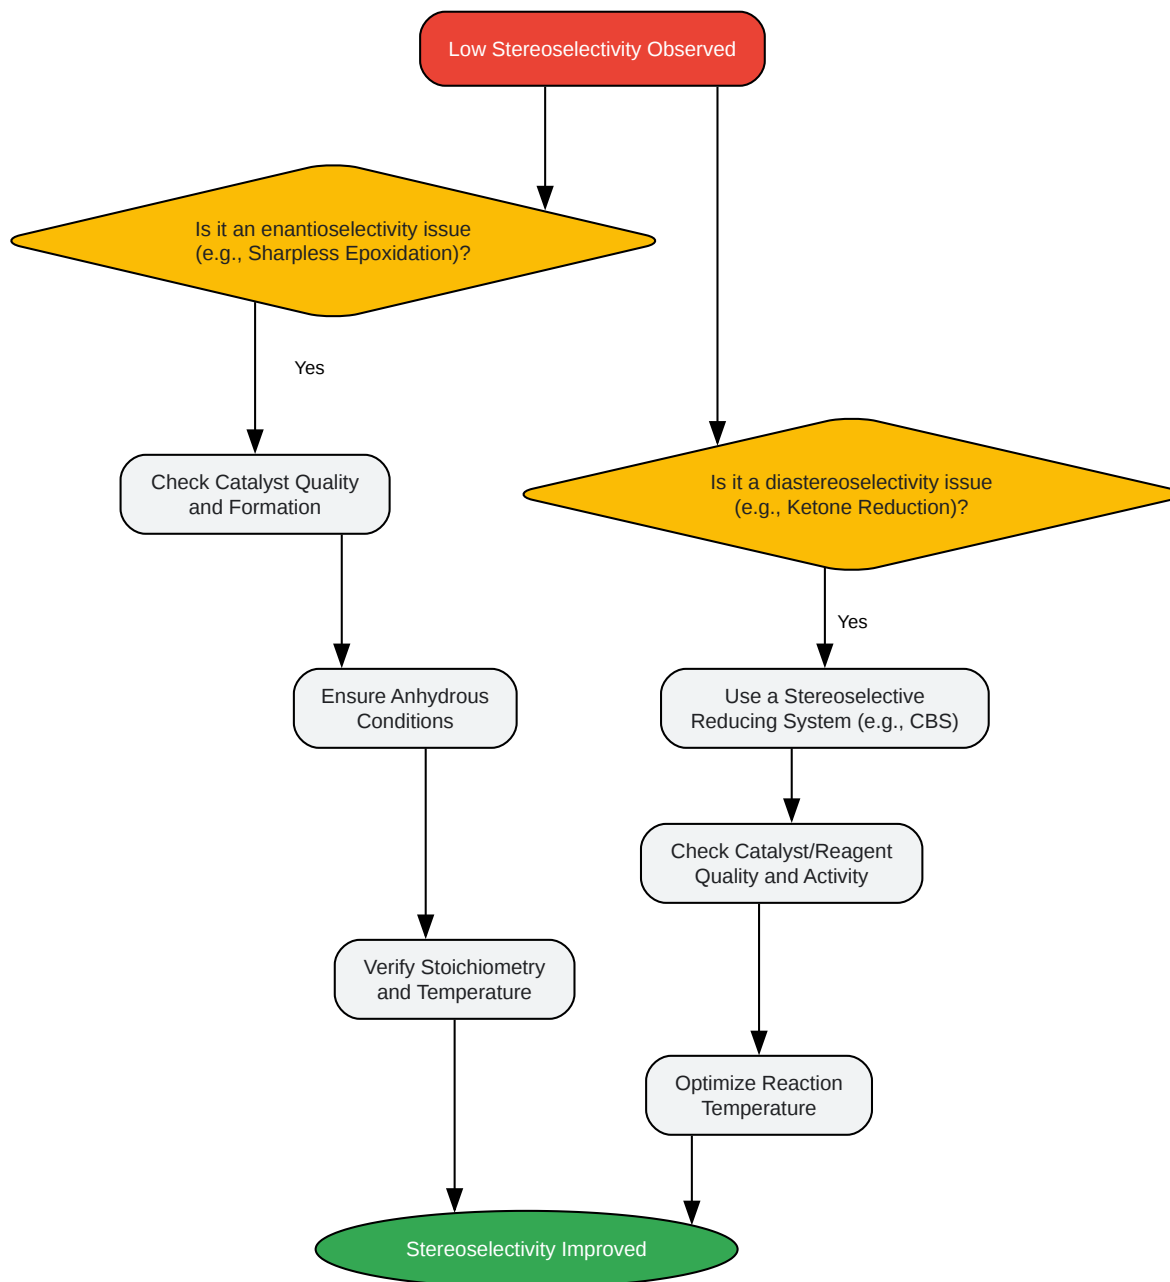 Low Stereoselectivity Observed
Is it an enantioselectivity issue
(e.g., Sharpless Epoxidation)?
Yes
Check Catalyst Quality
and Formation
Is it a diastereoselectivity issue
(e.g., Ketone Reduction)?
Yes
Ensure Anhydrous
Conditions
Use a Stereoselective
Reducing System (e.g., CBS)
Check Catalyst/Reagent
Quality and Activity
Verify Stoichiometry
and Temperature
Optimize Reaction
Temperature
Stereoselectivity Improved